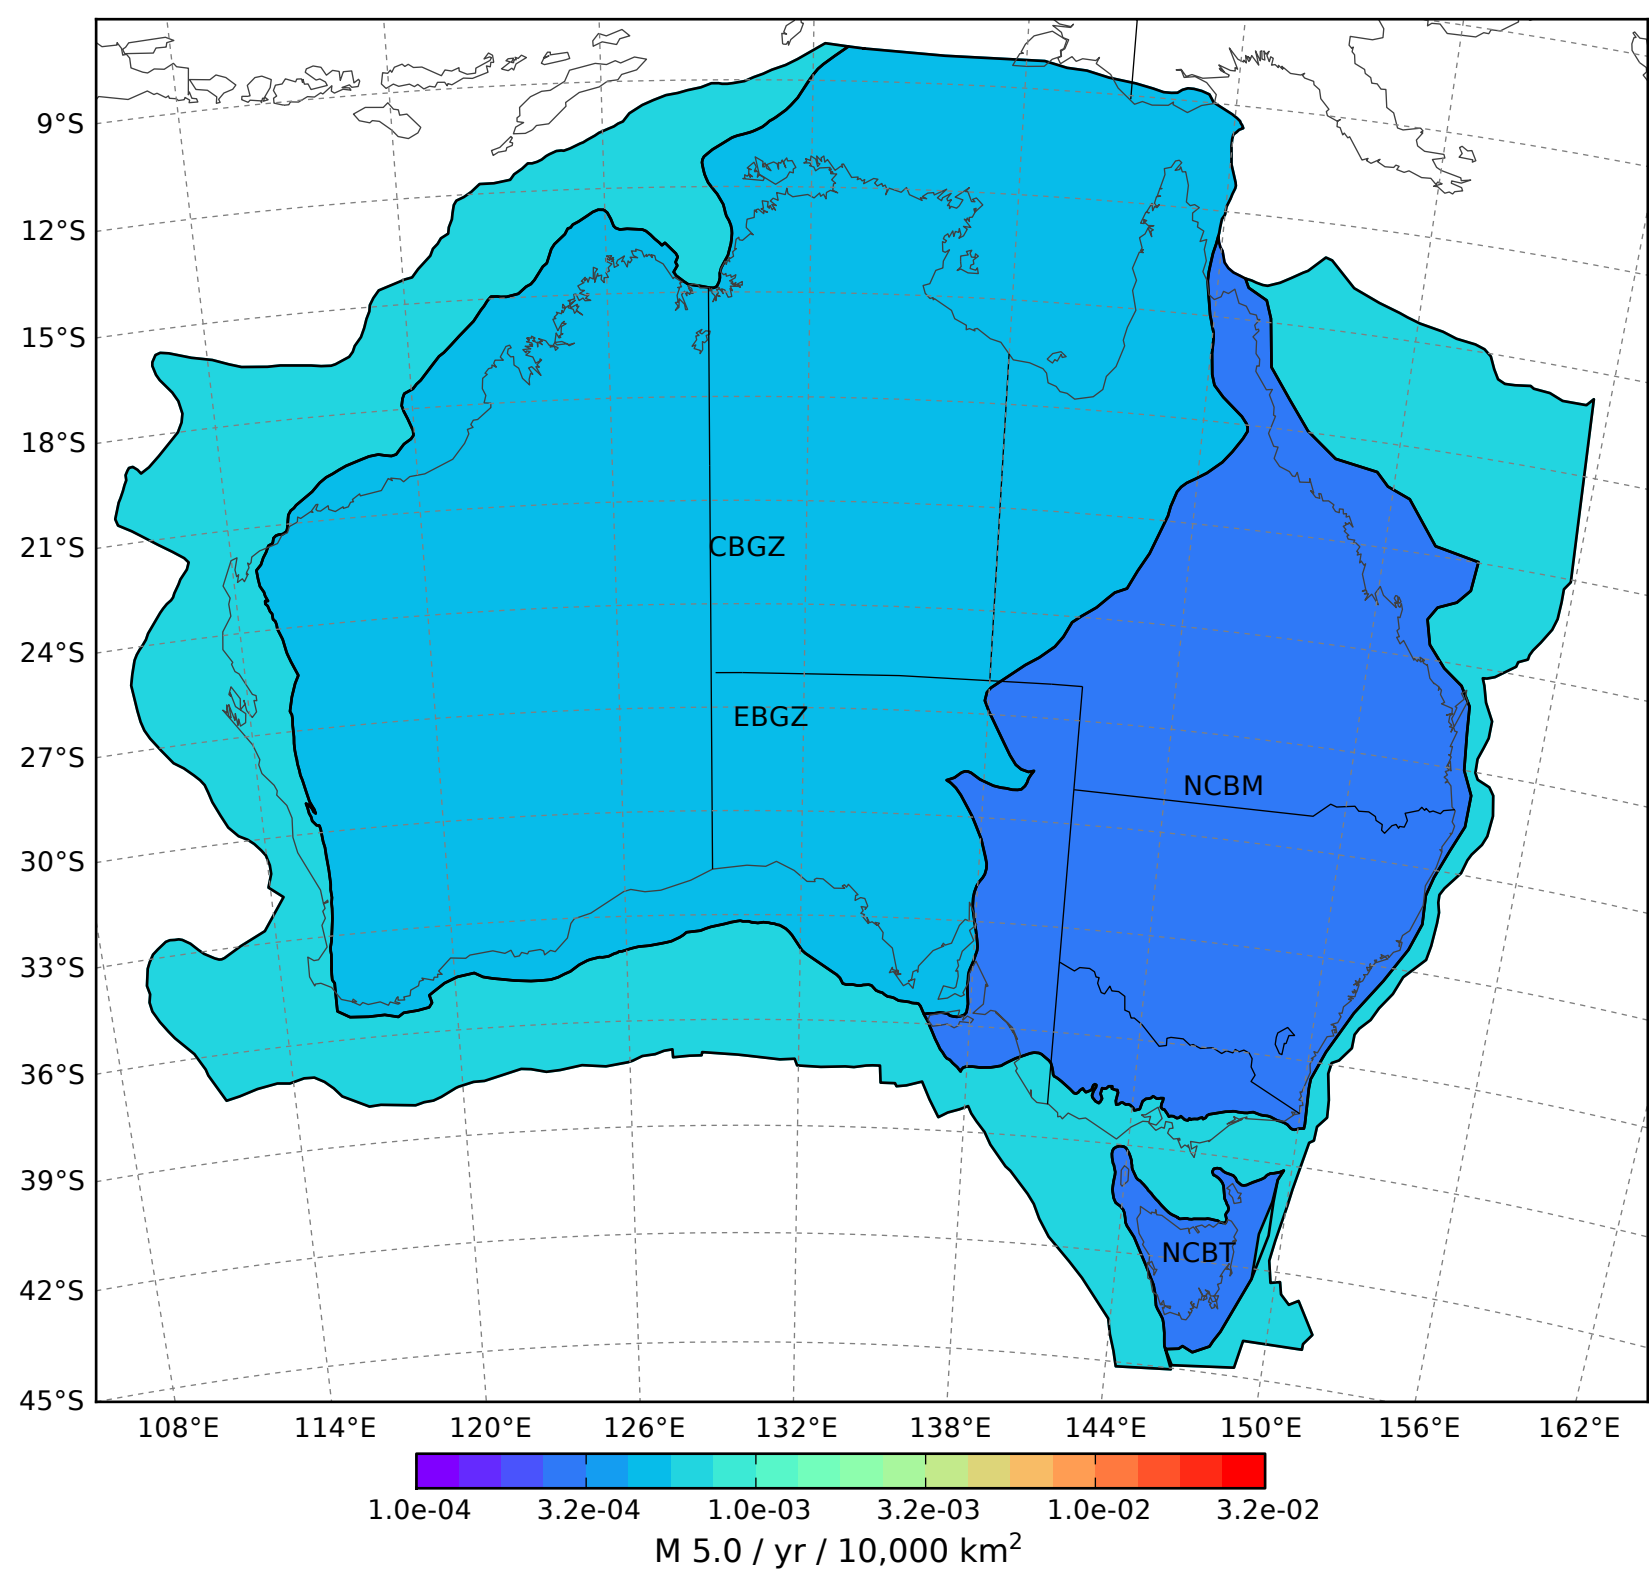 9°S
12°S
15°S
18°S
21°S
24°S
27°S
30°S
33°S
36°S
39°S
42°S
45°S
CBGZ
EBGZ
NCBM
NCBT
108°E 114°E 120°E 126°E 132°E 138°E 144°E 150°E 156°E 162°E
1.0e-04 3.2e-04 1.0e-03 3.2e-03 1.0e-02 3.2e-02
M 5.0 / yr / 10,000 km²